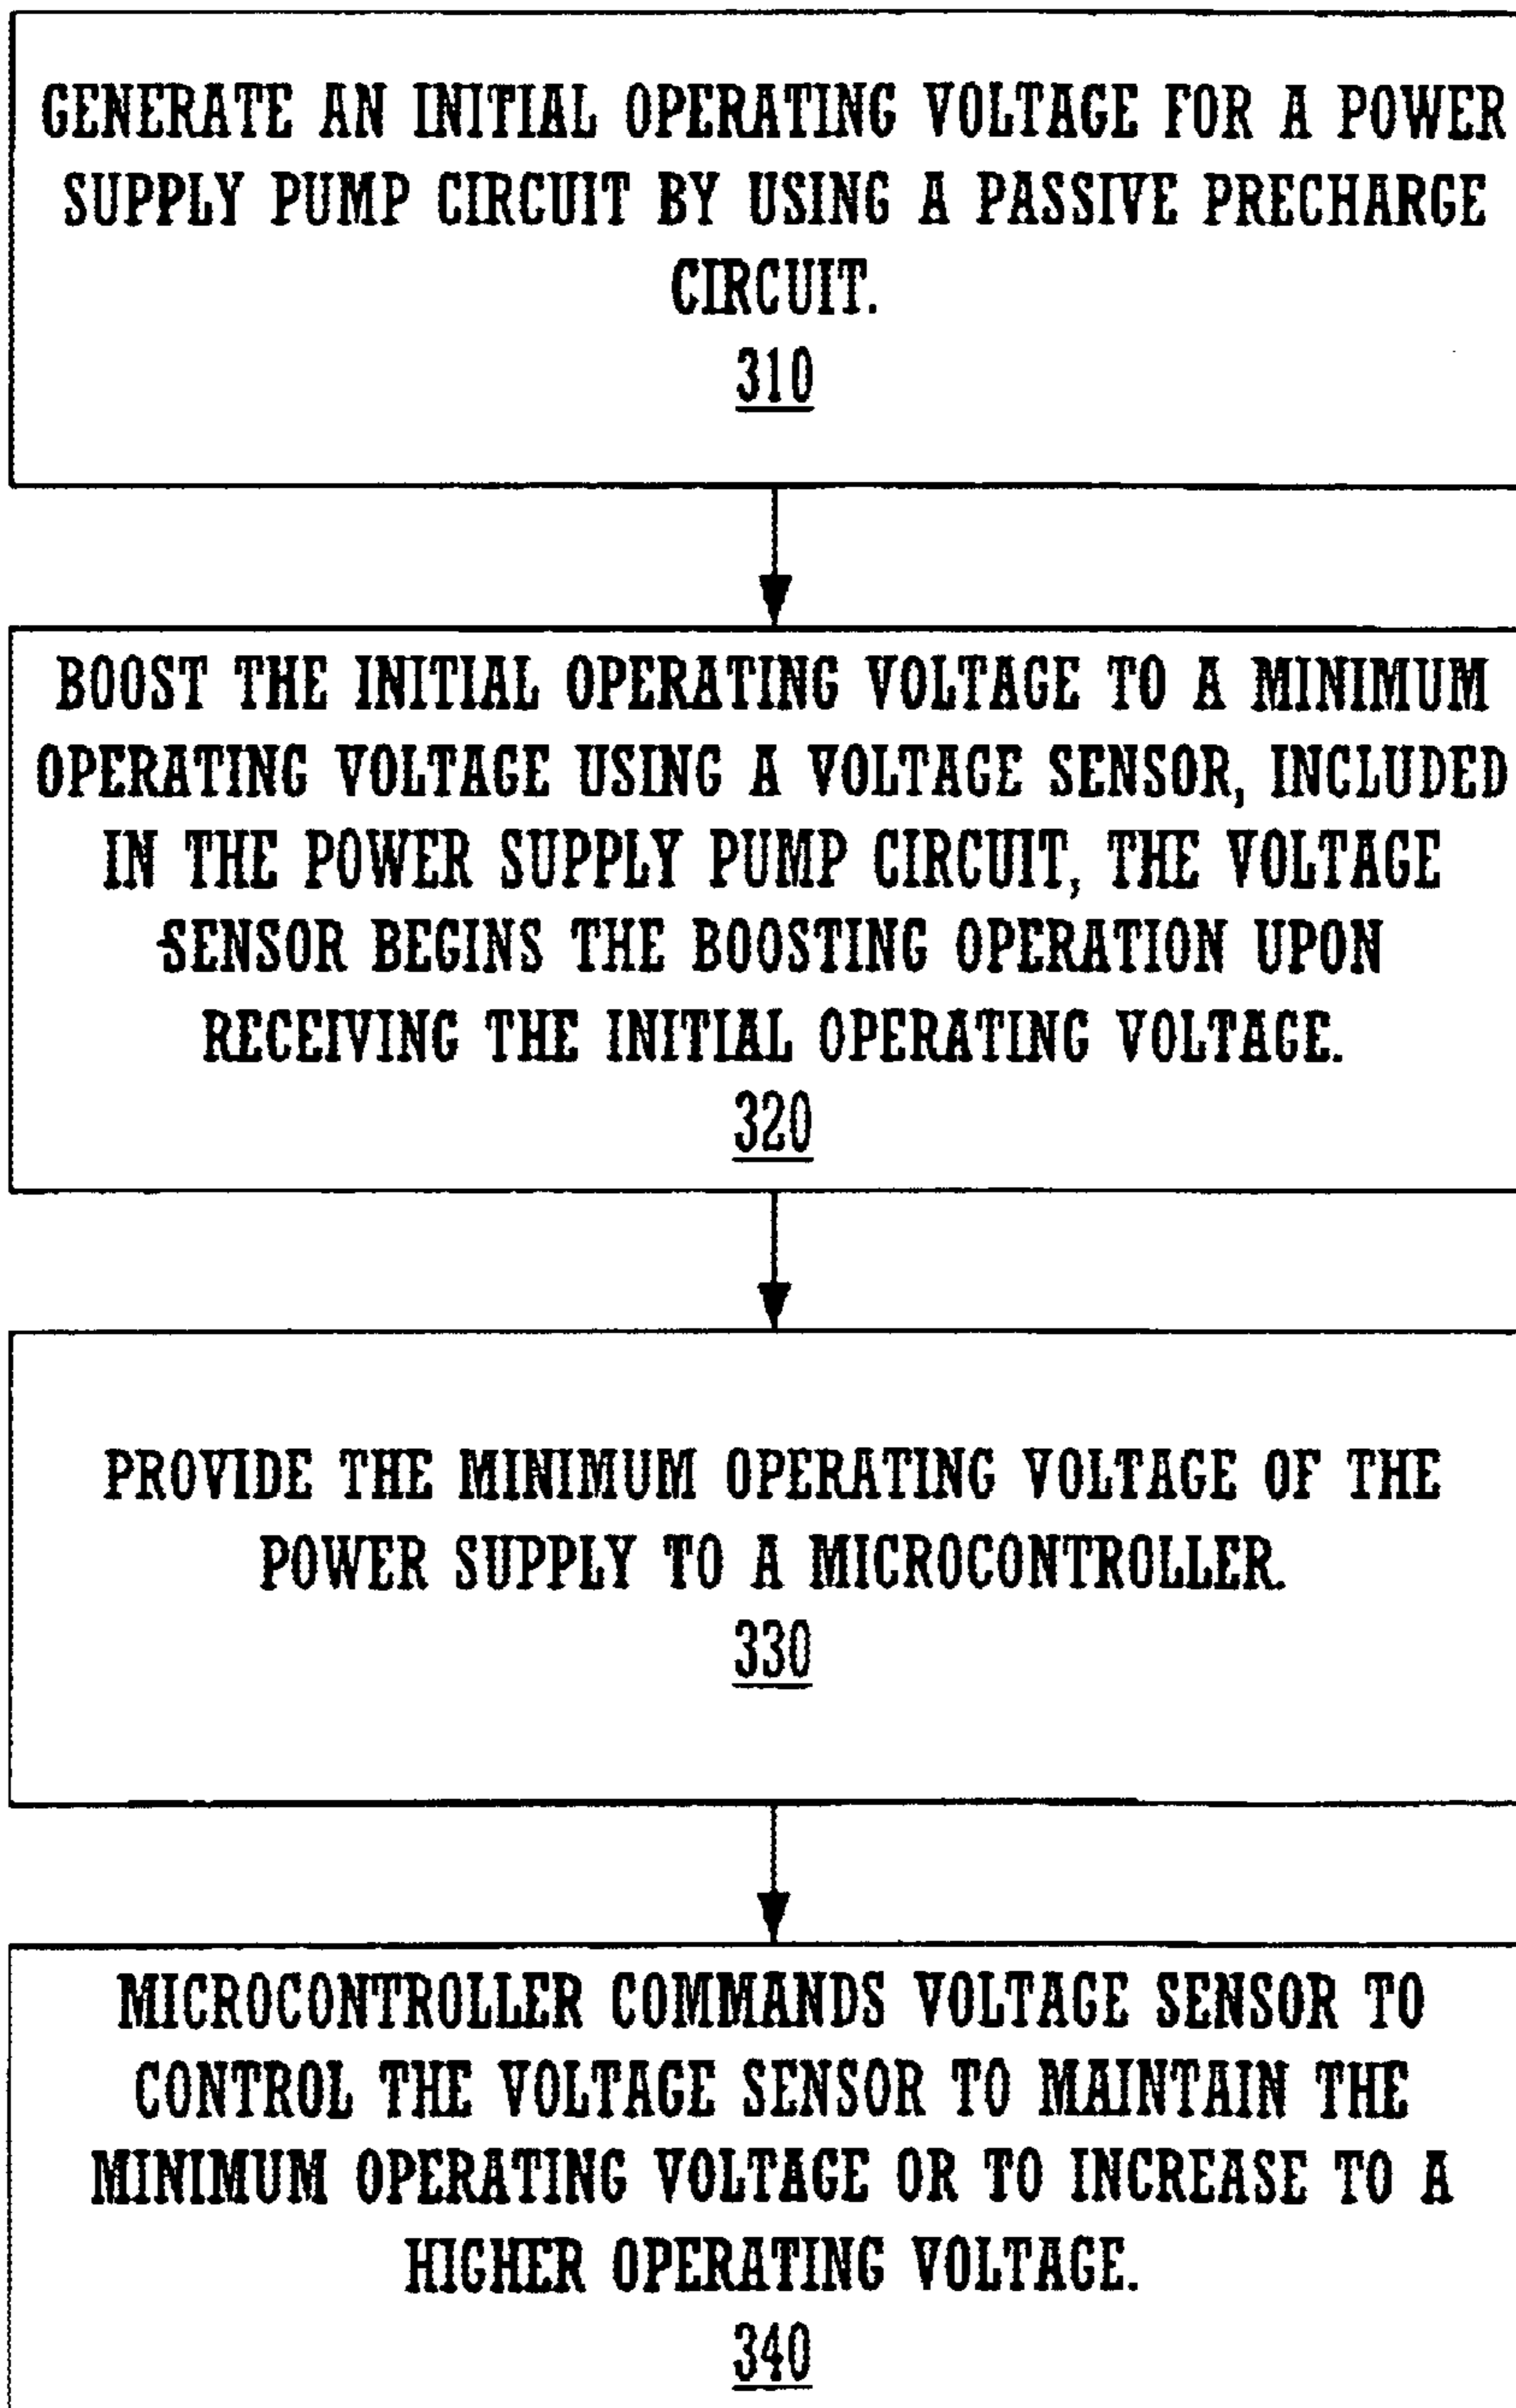 GENERATE AN INITIAL OPERATING VOLTAGE FOR A POWER
SUPPLY PUMP CIRCUIT BY USING A PASSIVE PRECHARGE
CIRCUIT.
310
BOOST THE INITIAL OPERATING VOLTAGE TO A MINIMUM
OPERATING VOLTAGE USING A VOLTAGE SENSOR, INCLUDED
IN THE POWER SUPPLY PUMP CIRCUIT, THE VOLTAGE
SENSOR BEGINS THE BOOSTING OPERATION UPON
RECEIVING THE INITIAL OPERATING VOLTAGE.
320
PROVIDE THE MINIMUM OPERATING VOLTAGE OF THE
POWER SUPPLY TO A MICROCONTROLLER.
330
MICROCONTROLLER COMMANDS VOLTAGE SENSOR TO
CONTROL THE VOLTAGE SENSOR TO MAINTAIN THE
MINIMUM OPERATING VOLTAGE OR TO INCREASE TO A
HIGHER OPERATING VOLTAGE.
340